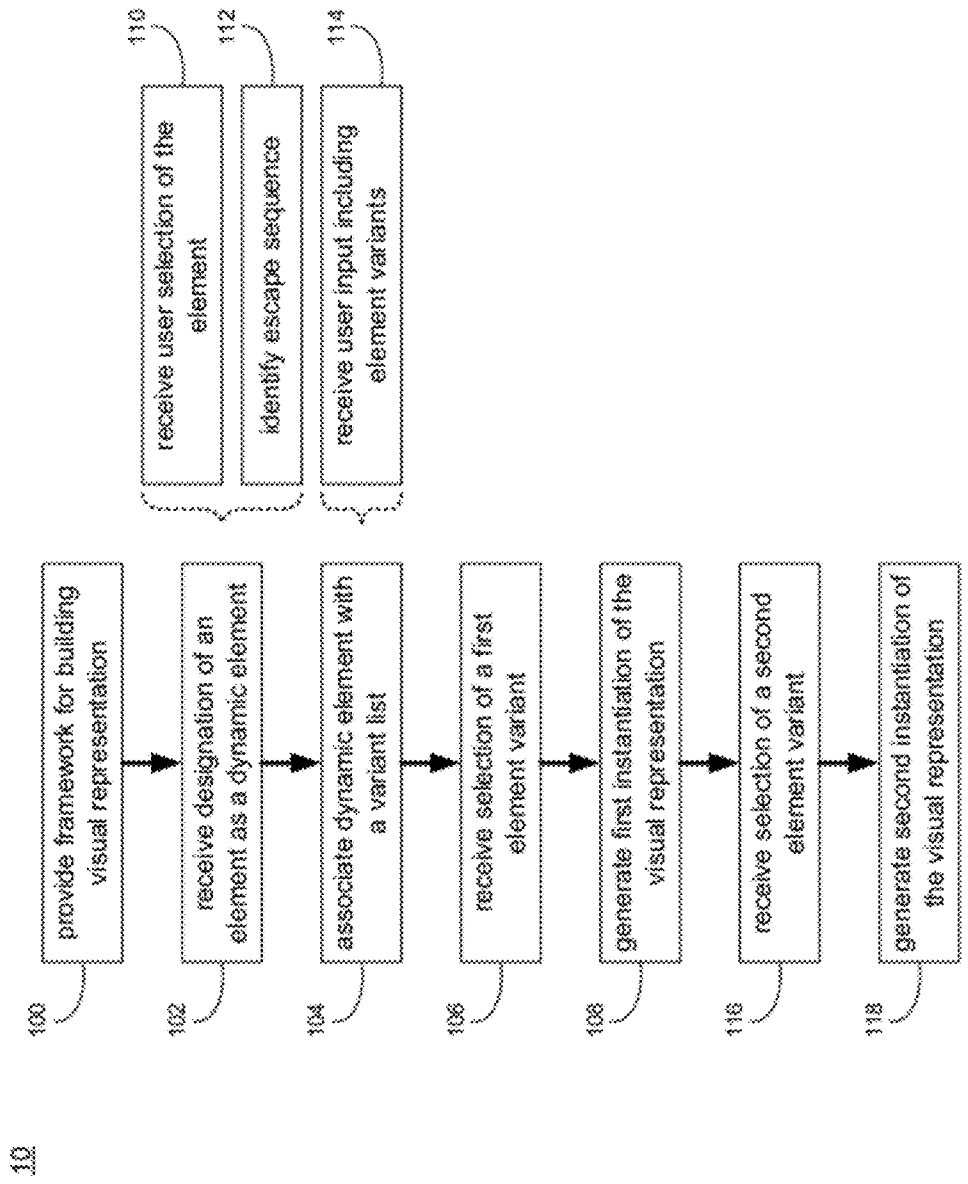 10
100
provide framework for building
visual representation
102
receive designation of an
element as a dynamic element
110
receive user selection of the
element
112
identify escape sequence
104
associate dynamic element with
a variant list
114
receive user input including
element variants
106
receive selection of a first
element variant
108
generate first instantiation of the
visual representation
116
receive selection of a second
element variant
118
generate second instantiation of
the visual representation